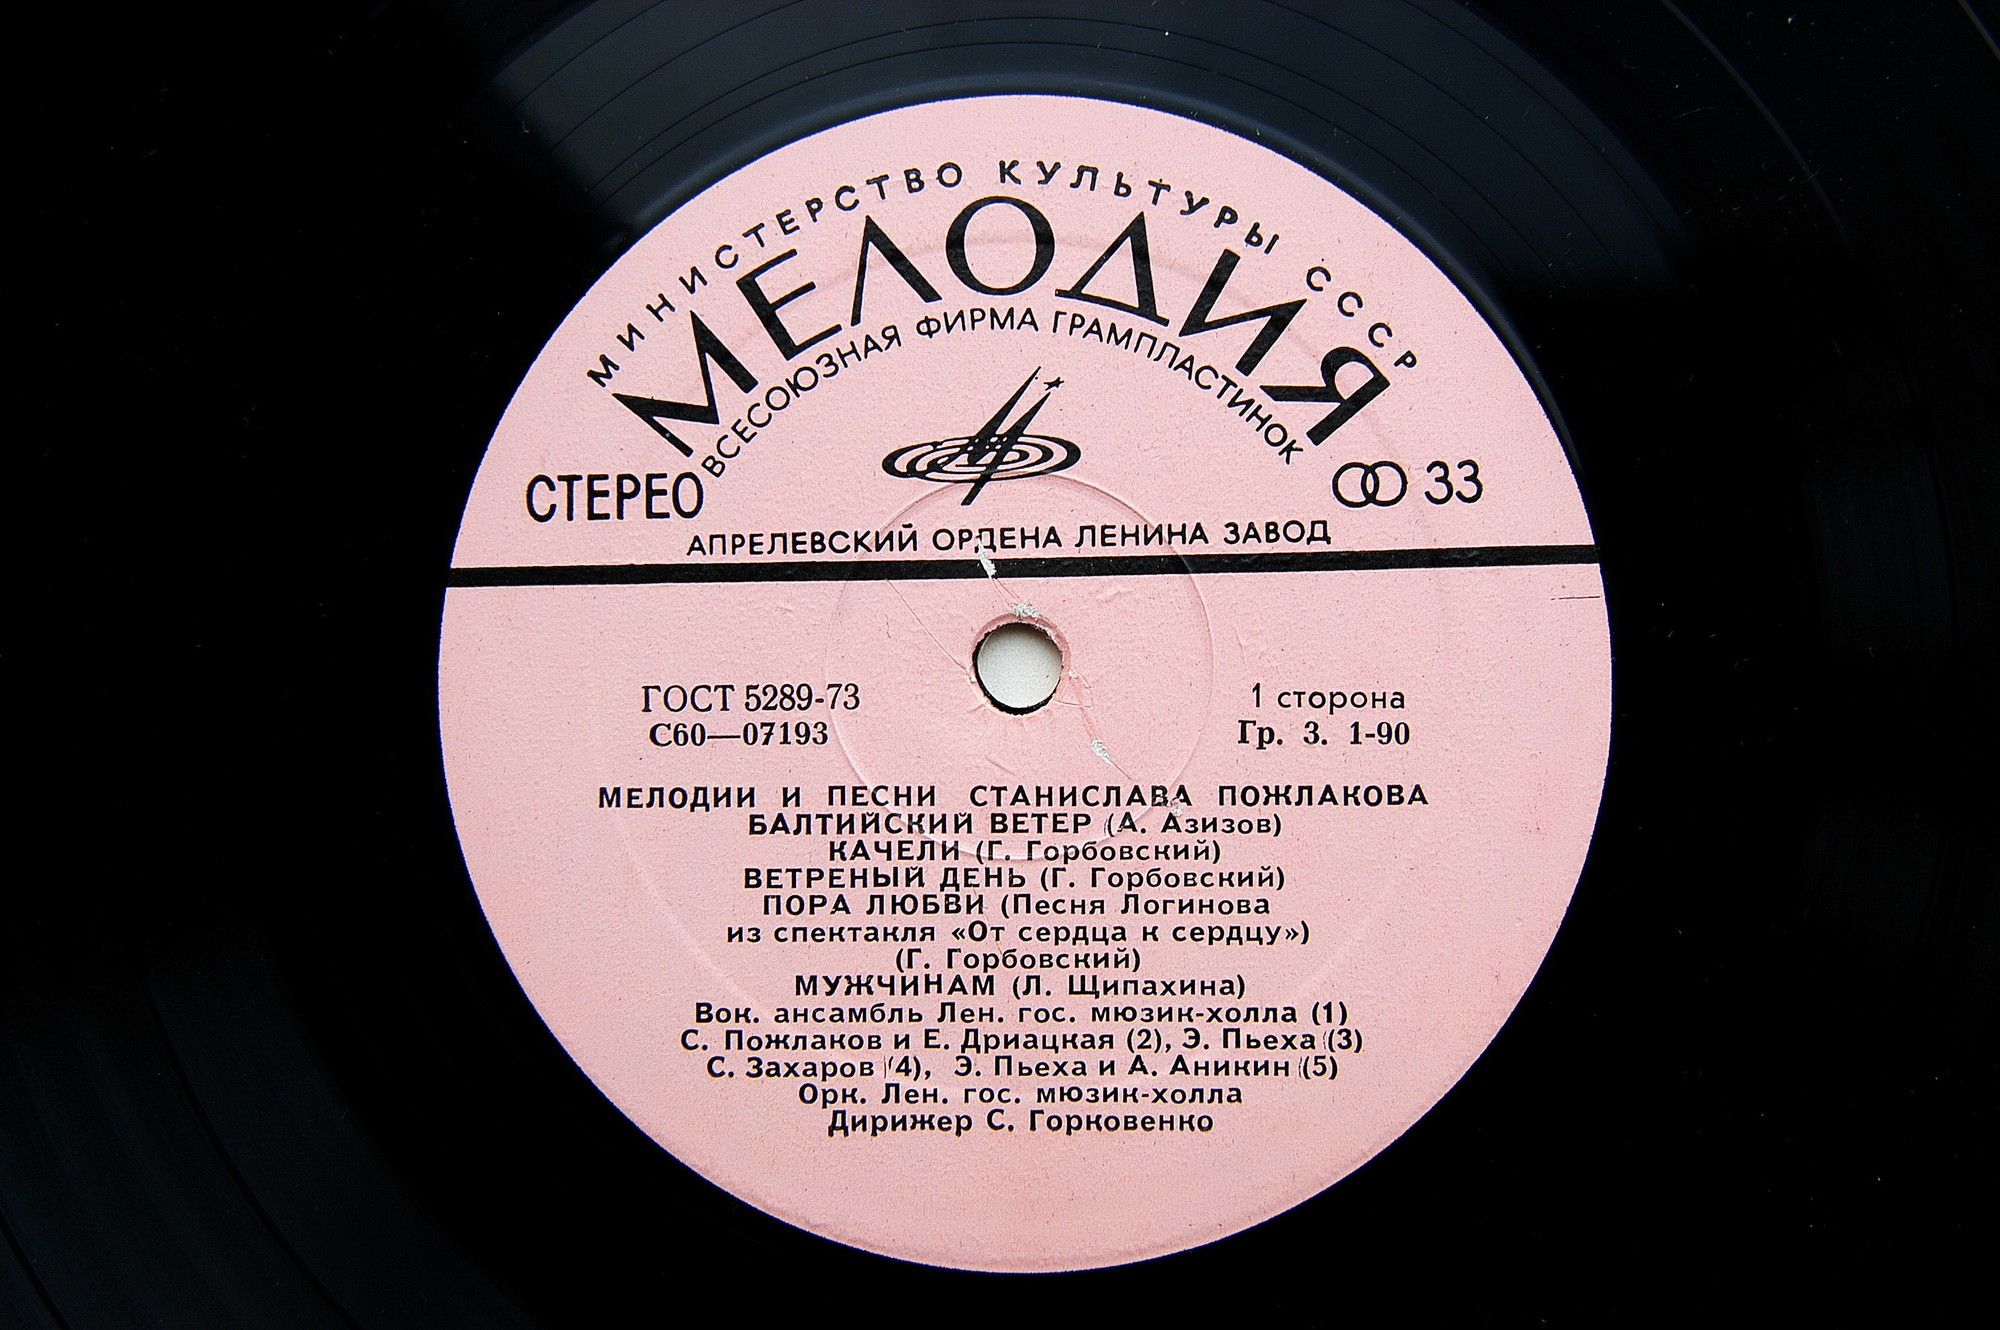 МИНИСТЕРСТВО КУЛЬТУРЫ СССР
МЕЛОДИЯ
ВСЕСОЮЗНАЯ ФИРМА ГРАМПЛАСТИНОК
СТЕРЕО
33
АПРЕЛЕВСКИЙ ОРДЕНА ЛЕНИНА ЗАВОД
ГОСТ 5289-73
С60—07193
1 сторона
Гр. 3. 1-90
МЕЛОДИИ И ПЕСНИ СТАНИСЛАВА ПОЖЛАКОВА
БАЛТИЙСКИЙ ВЕТЕР (А. Азизов)
КАЧЕЛИ (Г. Горбовский)
ВЕТРЕНЫЙ ДЕНЬ (Г. Горбовский)
ПОРА ЛЮБВИ (Песня Логинова
из спектакля «От сердца к сердцу»)
(Г. Горбовский)
МУЖЧИНАМ (Л. Щипахина)
Вок. ансамбль Лен. гос. мюзик-холла (1)
С. Пожлаков и Е. Дриацкая (2), Э. Пьеха (3)
С. Захаров (4), Э. Пьеха и А. Аникин (5)
Орк. Лен. гос. мюзик-холла
Дирижер С. Горковенко